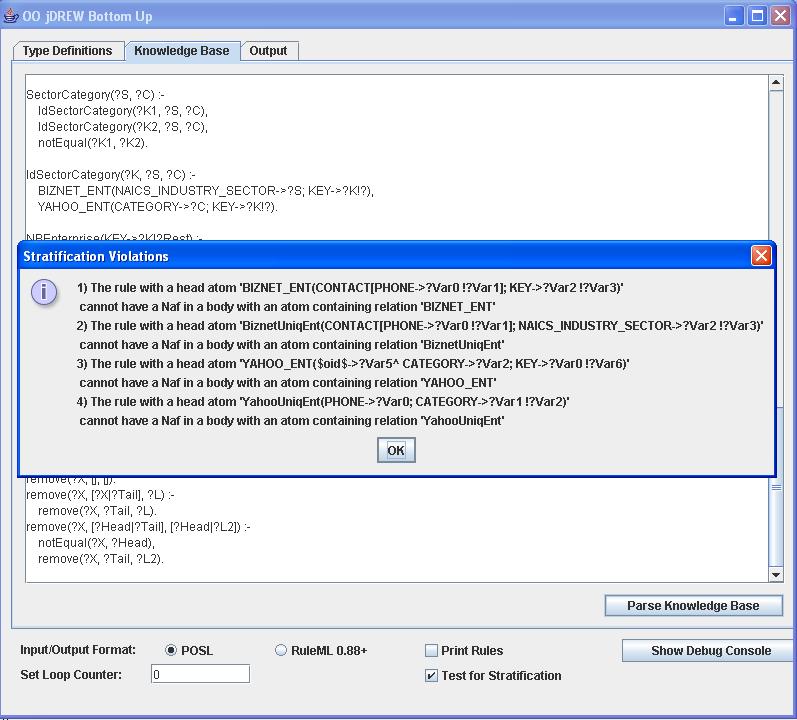 OO jDREW Bottom Up
Type Definitions Knowledge Base Output
SectorCategory(?S, ?C) :-
IdSectorCategory(?K1, ?S, ?C),
IdSectorCategory(?K2, ?S, ?C),
notEqual(?K1, ?K2).
IdSectorCategory(?K, ?S, ?C) :-
BIZNET_ENT(NAICS_INDUSTRY_SECTOR->?S; KEY->?K!?),
YAHOO_ENT(CATEGORY->?C; KEY->?K!?).
NBEnterprise(KEY->?K!?Rest) :-
Stratification Violations
1) The rule with a head atom 'BIZNET_ENT(CONTACT[PHONE->?Var0 !?Var1]; KEY->?Var2 !?Var3)'
cannot have a Naf in a body with an atom containing relation 'BIZNET_ENT'
2) The rule with a head atom 'BiznetUniqEnt(CONTACT[PHONE->?Var0 !?Var1]; NAICS_INDUSTRY_SECTOR->?Var2 !?Var3)'
cannot have a Naf in a body with an atom containing relation 'BiznetUniqEnt'
3) The rule with a head atom 'YAHOO_ENT($oid$->?Var5^ CATEGORY->?Var2; KEY->?Var0 !?Var6)'
cannot have a Naf in a body with an atom containing relation 'YAHOO_ENT'
4) The rule with a head atom 'YahooUniqEnt(PHONE->?Var0; CATEGORY->?Var1 !?Var2)'
cannot have a Naf in a body with an atom containing relation 'YahooUniqEnt'
OK
remove(?X, [], []).
remove(?X, [?X|?Tail], ?L) :-
remove(?X, ?Tail, ?L).
remove(?X, [?Head|?Tail], [?Head|?L2]) :-
notEqual(?X, ?Head),
remove(?X, ?Tail, ?L2).
Parse Knowledge Base
Input/Output Format: POSL RuleML 0.88+ Print Rules Show Debug Console
Set Loop Counter: 0 Test for Stratification